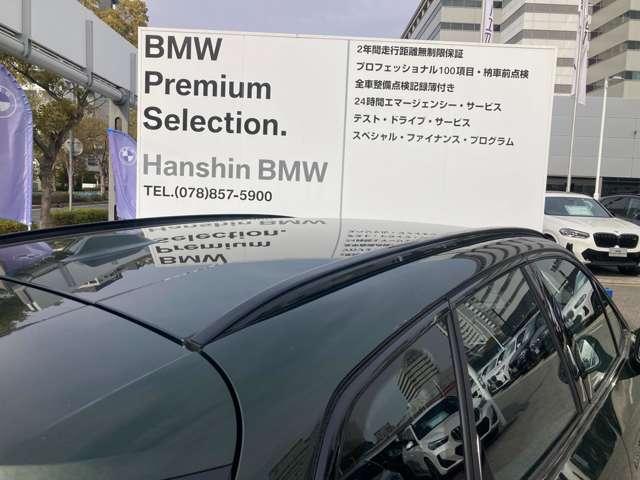 BMW
Premium
Selection.
Hanshin BMW
TEL.(078)857-5900
2年間走行距離無制限保証
プロフェッショナル100項目・納車前点検
全車整備点検記録簿付き
24時間エマージェンシー・サービス
テスト・ドライブ・サービス
スペシャル・ファイナンス・プログラム